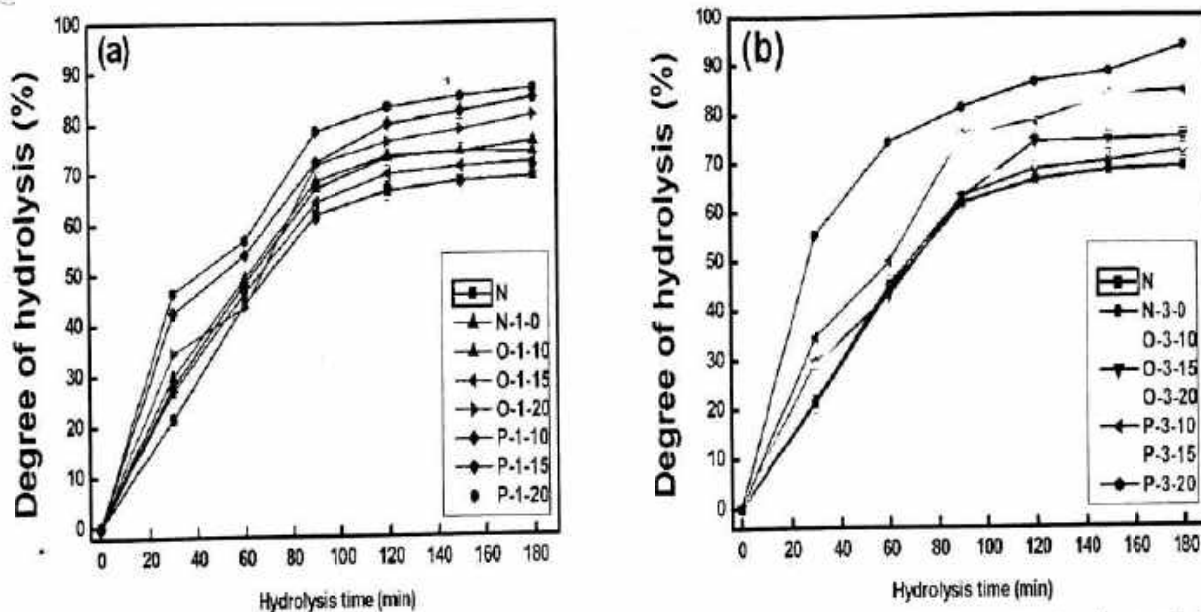 (a)
Degree of hydrolysis (%)
100
90
80
70
60
50
40
30
20
10
0
0 20 40 60 80 100 120 140 160 180
Hydrolysis time (min)
N
N-1-0
O-1-10
O-1-15
O-1-20
P-1-10
P-1-15
P-1-20
(b)
Degree of hydrolysis (%)
100
90
80
70
60
50
40
30
20
10
0
0 20 40 60 80 100 120 140 160 180
Hydrolysis time (min)
N
N-3-0
O-3-10
O-3-15
O-3-20
P-3-10
P-3-15
P-3-20